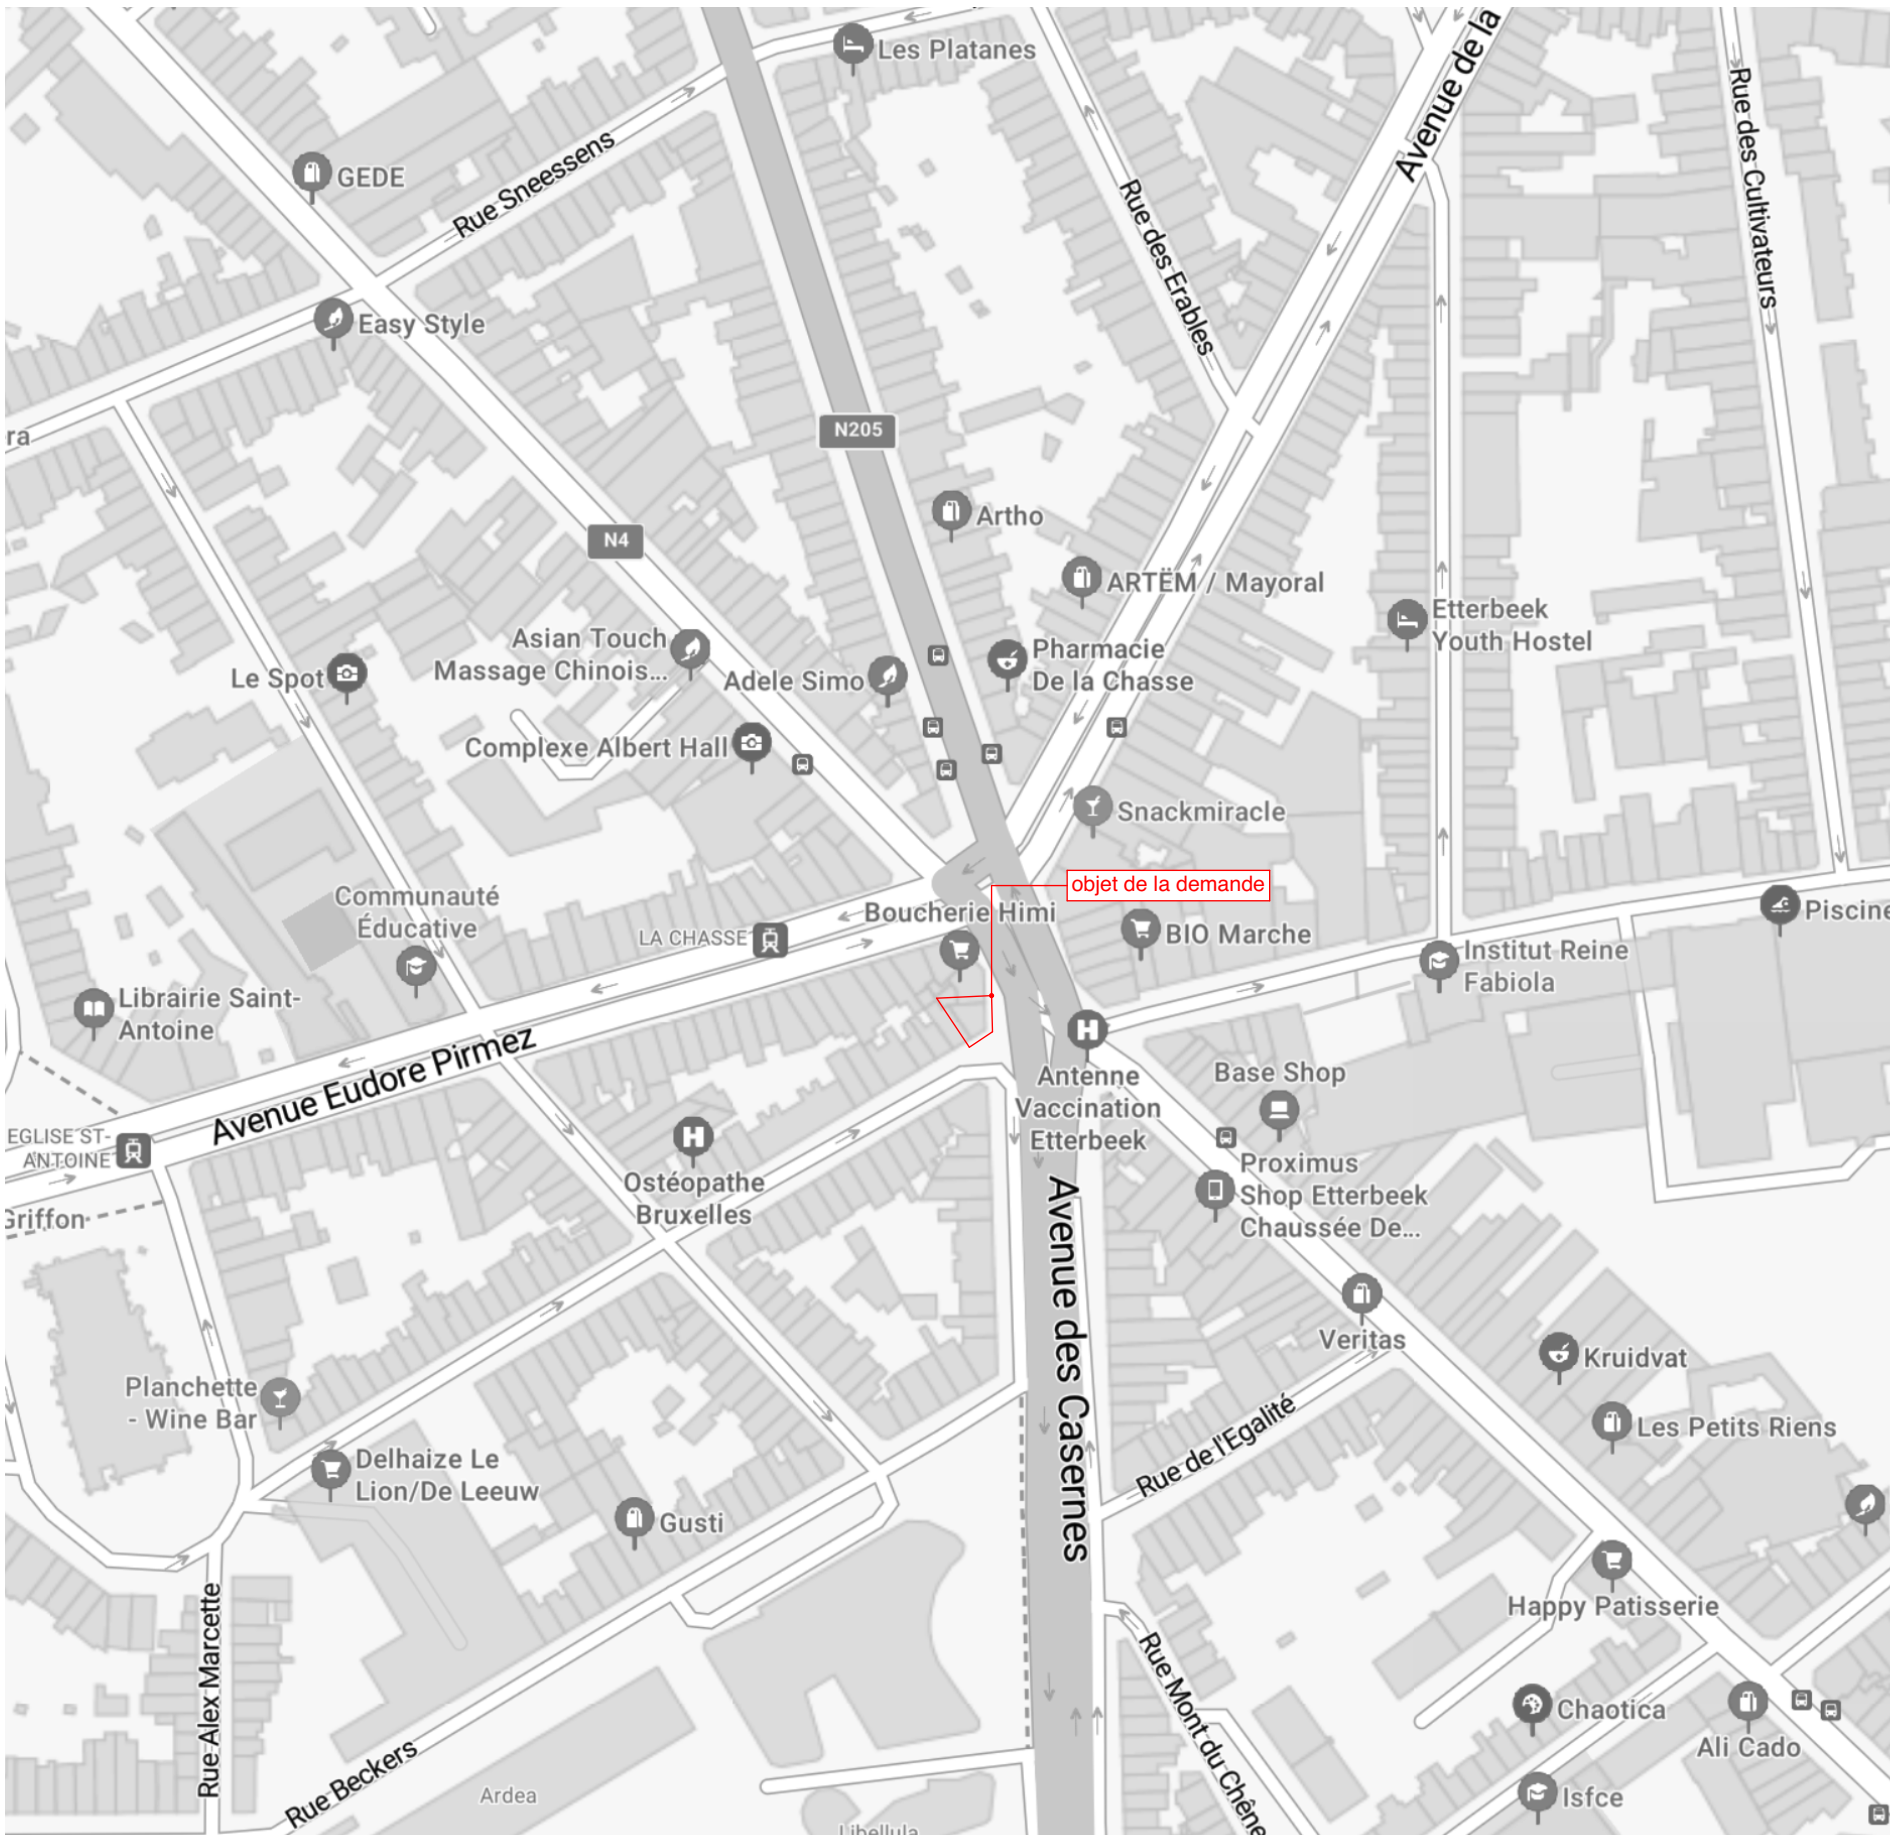 Les Platanes
Avenue de la
Rue des Cultivateurs
GEDE
Rue Sneessens
Rue des Erables
Easy Style
ra
N205
N4
Artho
ARTËM / Mayoral
Etterbeek
Youth Hostel
Asian Touch
Massage Chinois...
Le Spot
Adele Simo
Pharmacie
De la Chasse
Complexe Albert Hall
Snackmiracle
objet de la demande
Communauté
Éducative
Boucherie Himi
LA CHASSE
BIO Marche
Piscine
Institut Reine
Fabiola
Librairie Saint-
Antoine
Avenue Eudore Pirmez
Antenne
Vaccination
Etterbeek
Base Shop
EGLISE ST-
ANTOINE
Ostéopathe
Bruxelles
Proximus
Shop Etterbeek
Chaussée De...
Griffon
Avenue des Casernes
Veritas
Kruidvat
Planchette
- Wine Bar
Les Petits Riens
Rue de l'Egalité
Delhaize Le
Lion/De Leeuw
Gusti
Happy Patisserie
Rue Alex Marcette
Rue Mont du Chêne
Chaotica
Ali Cado
Rue Beckers
Ardea
Isfce
Libellula